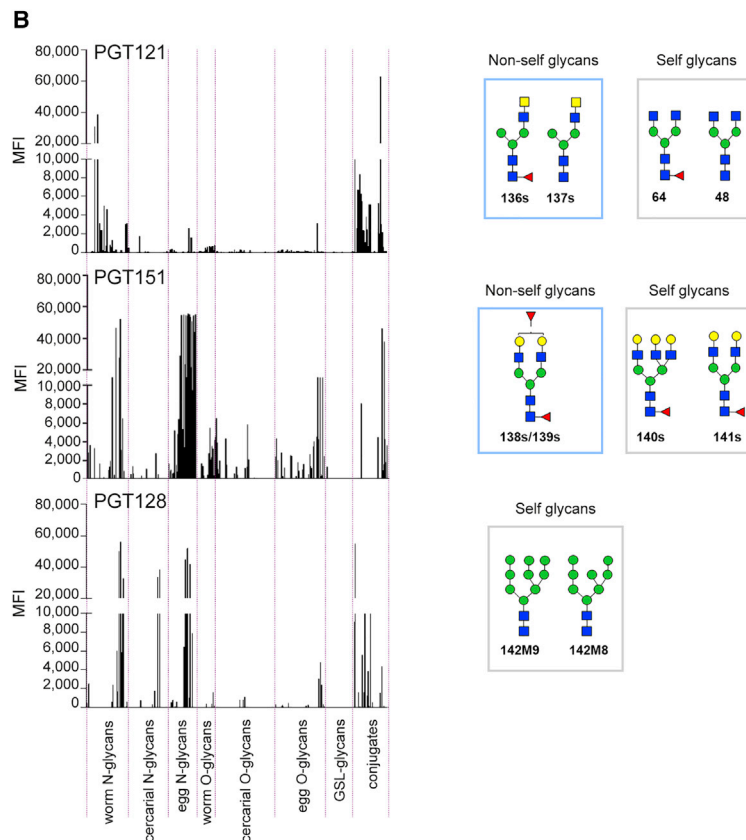 B
PGT121
80,000
60,000
40,000
20,000
10,000
8,000
6,000
4,000
2,000
0
MFI
Non-self glycans
136s 137s
Self glycans
64 48
PGT151
80,000
60,000
40,000
20,000
10,000
8,000
6,000
4,000
2,000
0
MFI
Non-self glycans
138s/139s
Self glycans
140s 141s
PGT128
80,000
60,000
40,000
20,000
10,000
8,000
6,000
4,000
2,000
0
MFI
Self glycans
142M9 142M8
worm N-glycans
cercarial N-glycans
egg N-glycans
worm O-glycans
cercarial O-glycans
egg O-glycans
GSL-glycans
conjugates